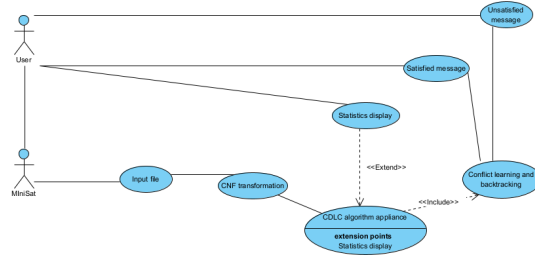 Unsatisfied
message
User
Satisfied message
Statistics display
<<Extend>>
MIniSat
Input file
CNF transformation
Conflict learning and
backtracking
<<Include>>
CDLC algorithm appliance
extension points
Statistics display